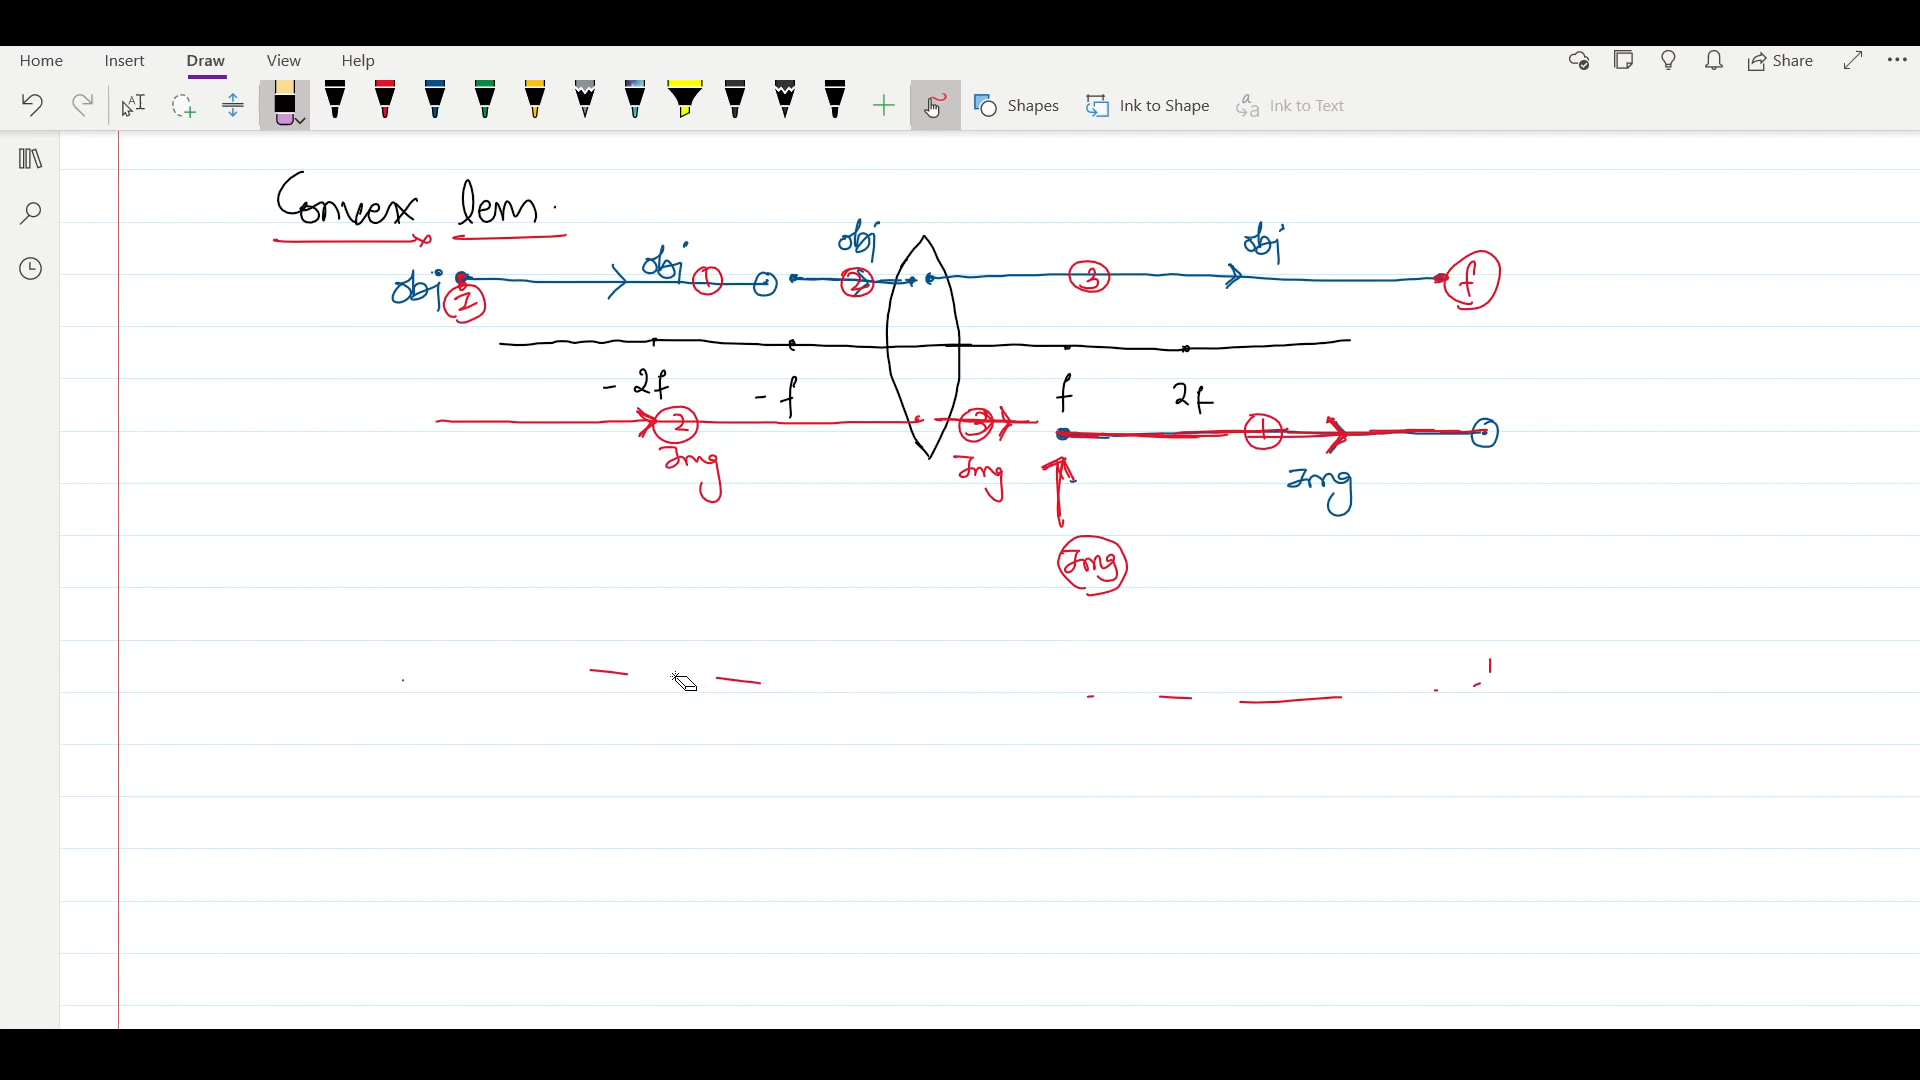 Home Insert Draw View Help Share
Shapes Ink to Shape Ink to Text
Convex lens.
obj obj ① obj ② ③ obj f
I
- 2f - f f 2f
② Img ③ Img ① Img
Img